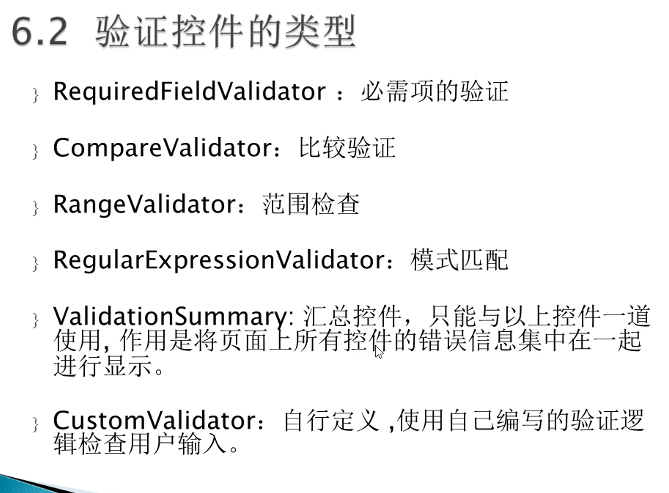 6.2 验证控件的类型
} RequiredFieldValidator ：必需项的验证
} CompareValidator：比较验证
} RangeValidator：范围检查
} RegularExpressionValidator：模式匹配
} ValidationSummary: 汇总控件，只能与以上控件一道
使用, 作用是将页面上所有控件的错误信息集中在一起
进行显示。
} CustomValidator：自行定义 ,使用自己编写的验证逻
辑检查用户输入。